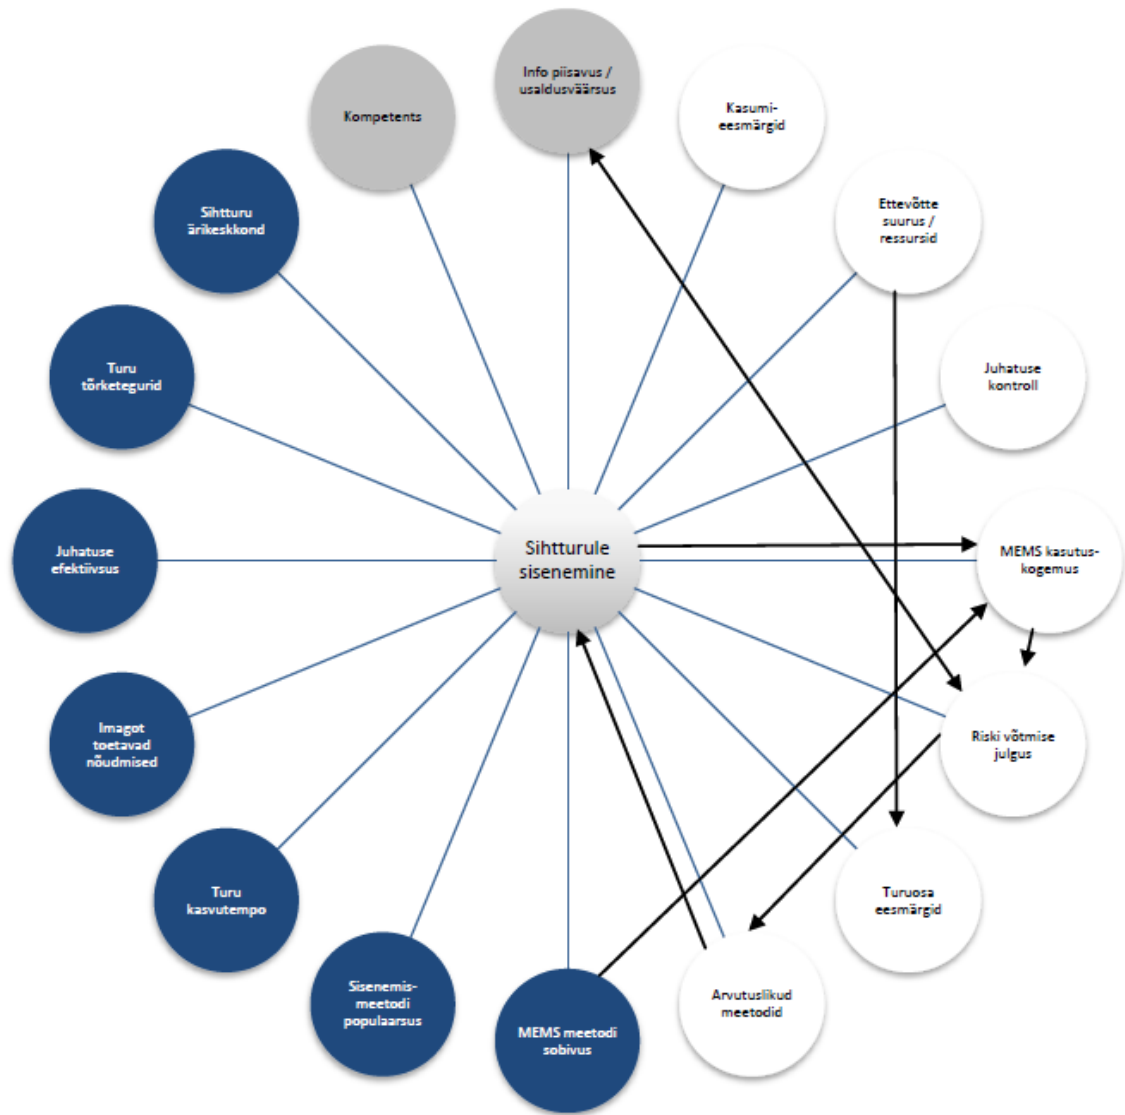 Info piisavus /
usaldusväärsus
Kasumi-
eesmärgid
Ettevõtte
suurus /
ressursid
Juhatuse
kontroll
MEMS kasutus-
kogemus
Riski võtmise
julgus
Turuosa
eesmärgid
Arvutuslikud
meetodid
MEMS meetodi
sobivus
Sisenemis-
meetodi
populaarsus
Turu
kasvutempo
Imagot
toetavad
nõudmised
Juhatuse
efektiivsus
Turu
tõrketegurid
Sihtturu
ärikeskkond
Kompetents
Sihtturule
sisenemine